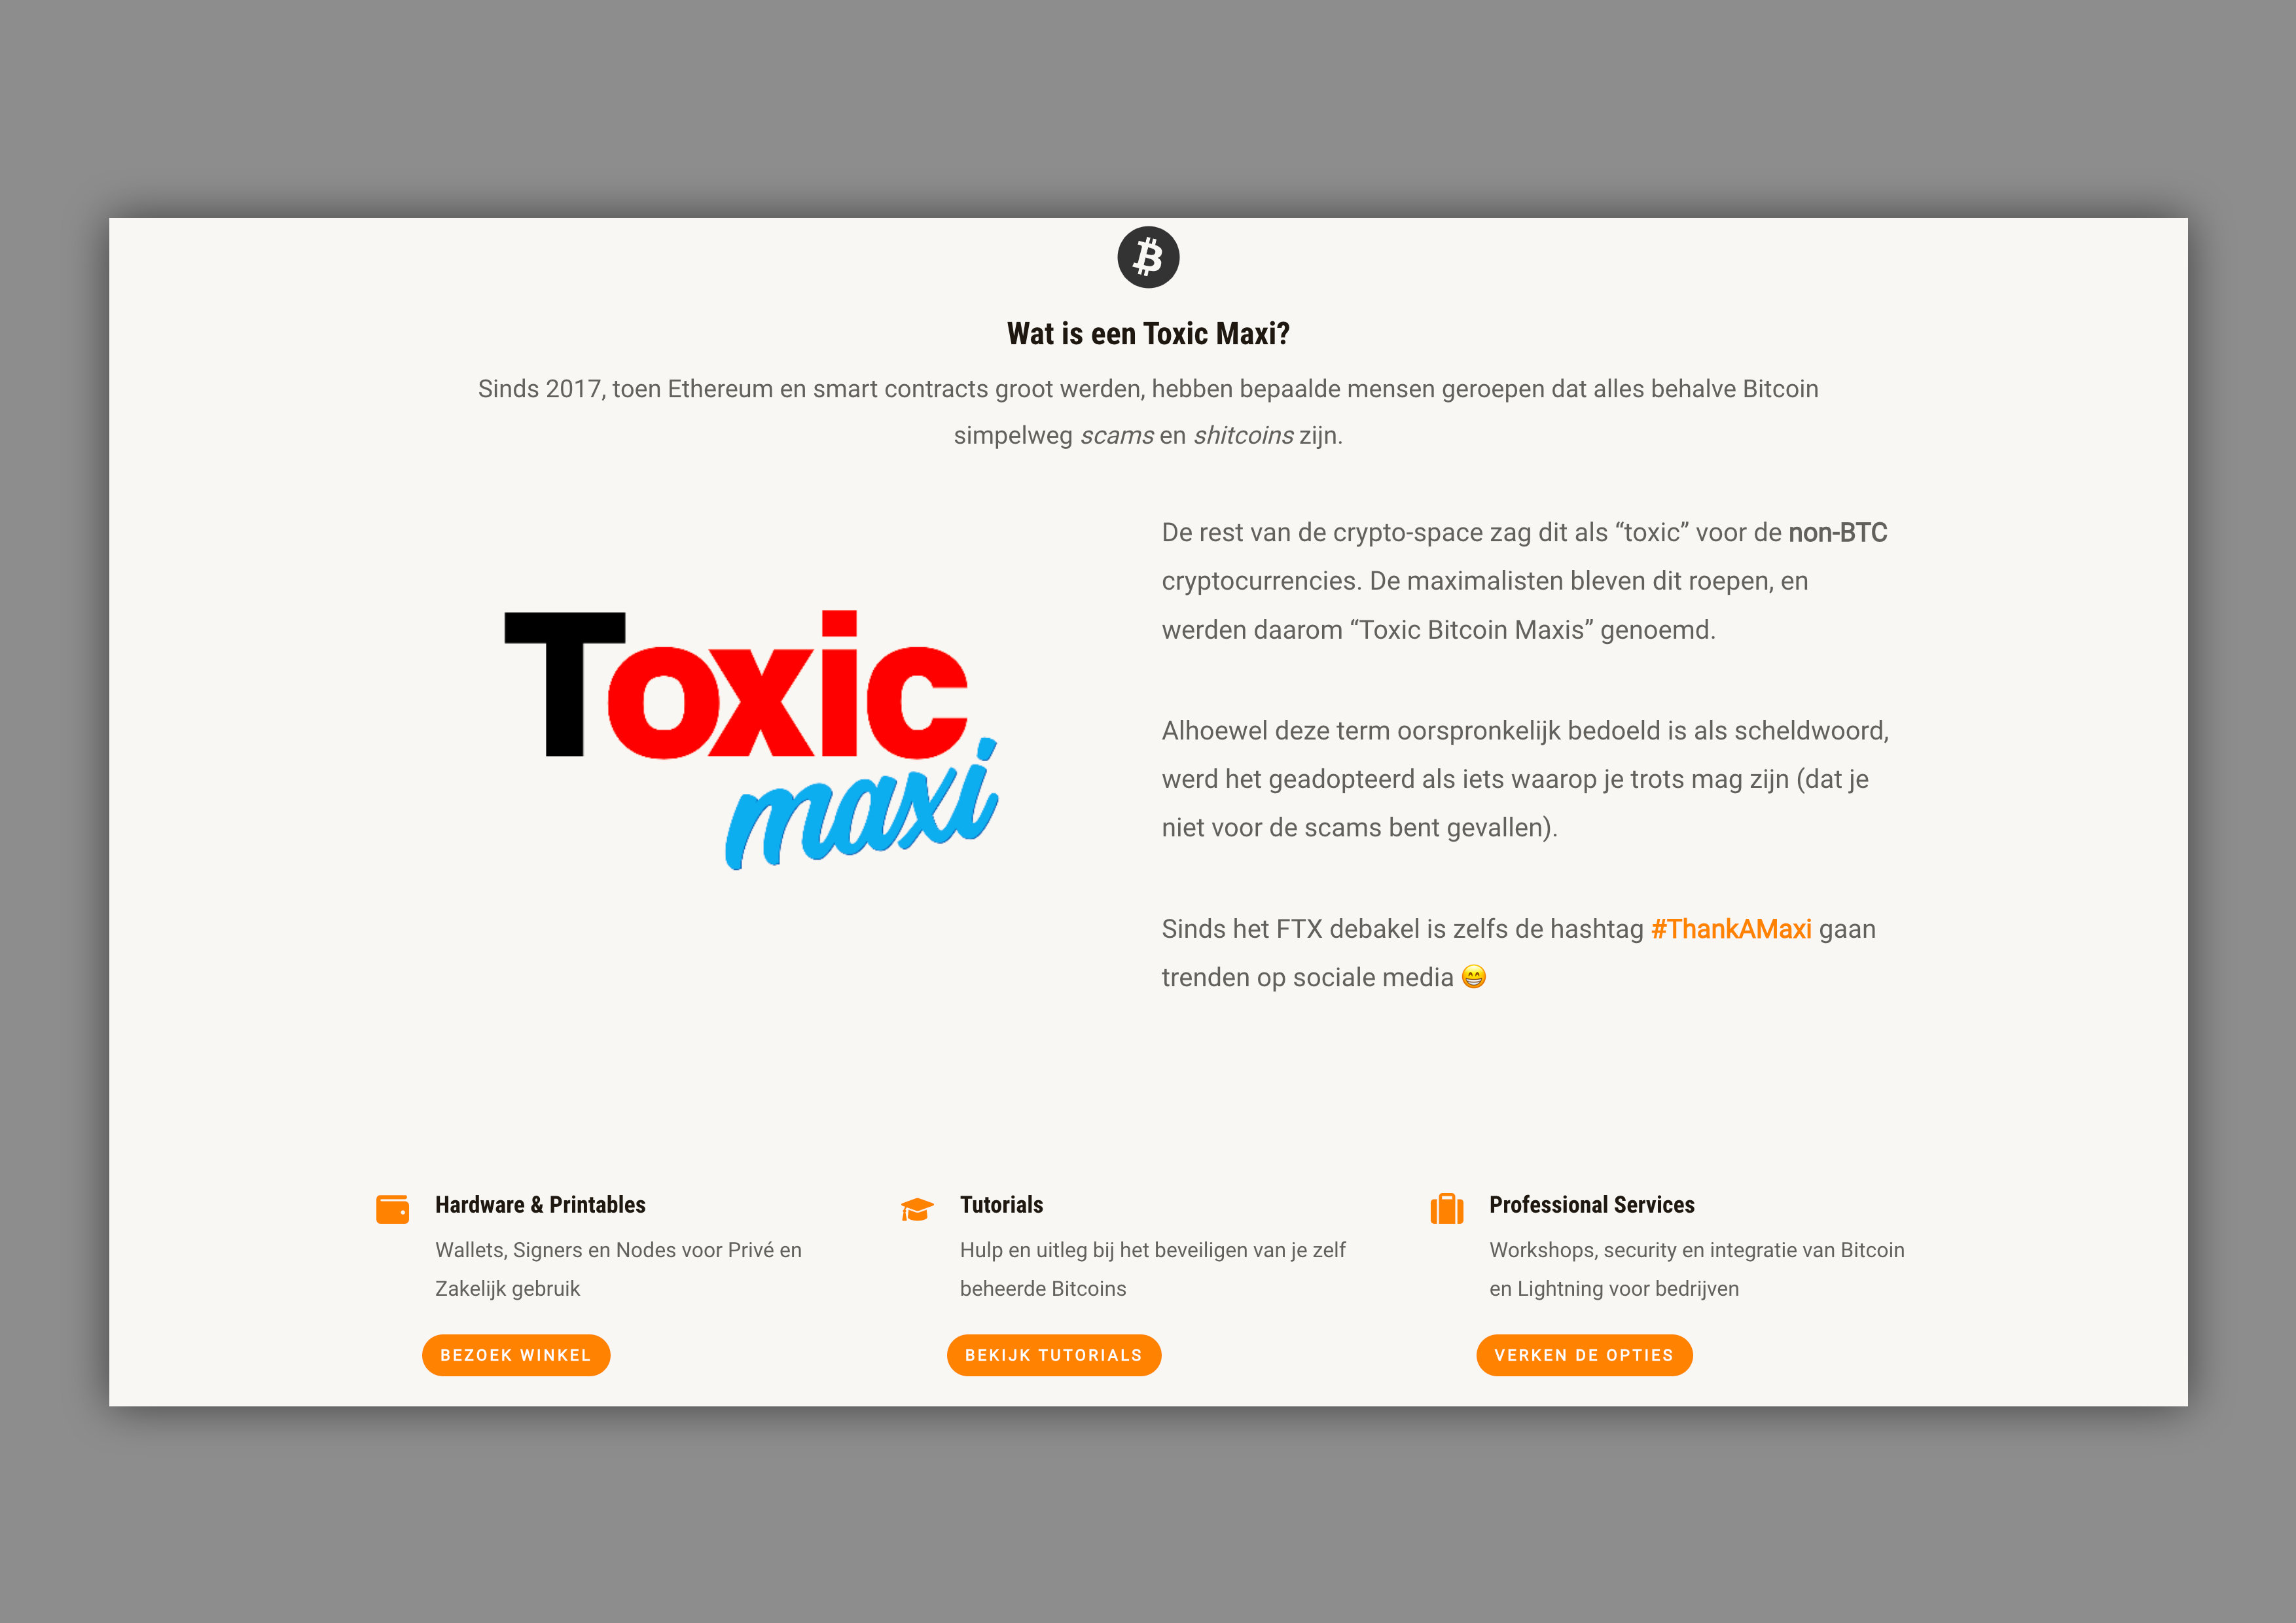 Wat is een Toxic Maxi?
Sinds 2017, toen Ethereum en smart contracts groot werden, hebben bepaalde mensen geroepen dat alles behalve Bitcoin
simpelweg scams en shitcoins zijn.
Toxic
maxi
De rest van de crypto-space zag dit als “toxic” voor de non-BTC
cryptocurrencies. De maximalisten bleven dit roepen, en
werden daarom “Toxic Bitcoin Maxis” genoemd.
Alhoewel deze term oorspronkelijk bedoeld is als scheldwoord,
werd het geadopteerd als iets waarop je trots mag zijn (dat je
niet voor de scams bent gevallen).
Sinds het FTX debakel is zelfs de hashtag #ThankAMaxi gaan
trenden op sociale media 😁
Hardware & Printables
Wallets, Signers en Nodes voor Privé en
Zakelijk gebruik
BEZOEK WINKEL
Tutorials
Hulp en uitleg bij het beveiligen van je zelf
beheerde Bitcoins
BEKIJK TUTORIALS
Professional Services
Workshops, security en integratie van Bitcoin
en Lightning voor bedrijven
VERKEN DE OPTIES